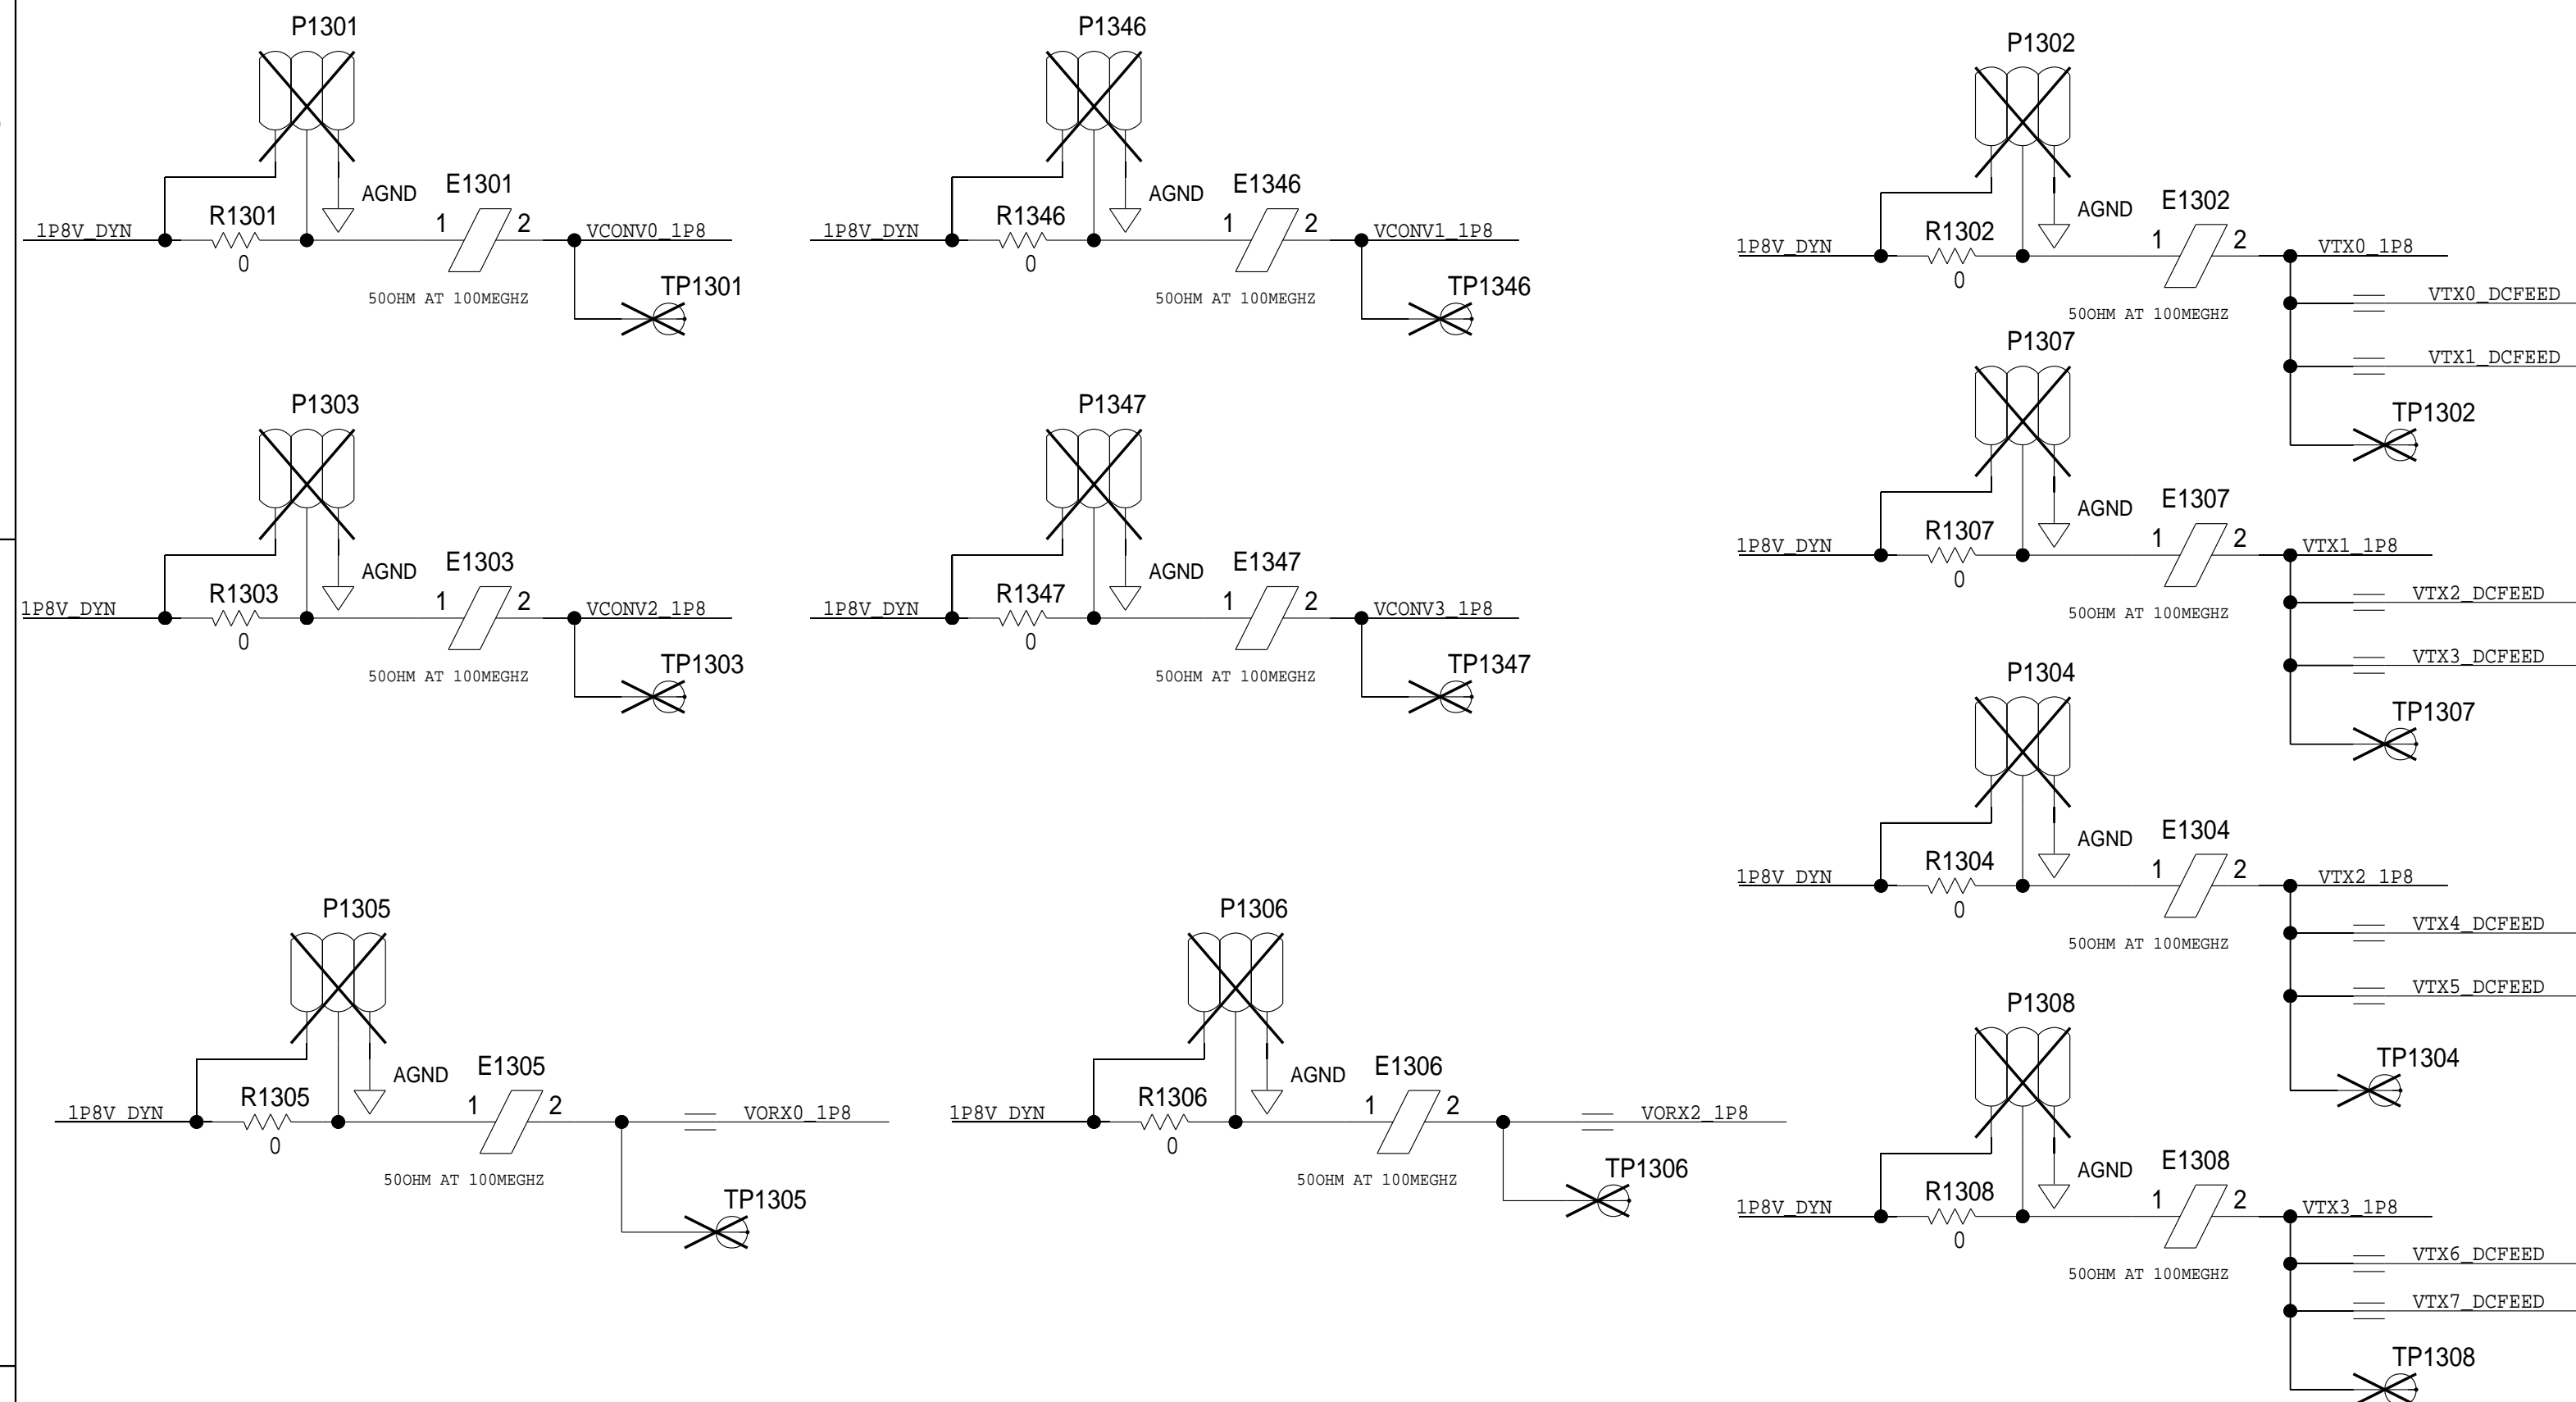 P1301
AGND
E1301
R1301
1 2
1P8V_DYN
VCONV0_1P8
0
50OHM AT 100MEGHZ
TP1301
P1346
AGND
E1346
R1346
1 2
1P8V_DYN
VCONV1_1P8
0
50OHM AT 100MEGHZ
TP1346
P1302
AGND
E1302
R1302
1 2
1P8V_DYN
VTX0_1P8
0
50OHM AT 100MEGHZ
VTX0_DCFEED
VTX1_DCFEED
TP1302
P1303
AGND
E1303
R1303
1 2
1P8V_DYN
VCONV2_1P8
0
50OHM AT 100MEGHZ
TP1303
P1347
AGND
E1347
R1347
1 2
1P8V_DYN
VCONV3_1P8
0
50OHM AT 100MEGHZ
TP1347
P1307
AGND
E1307
R1307
1 2
1P8V_DYN
VTX1_1P8
0
50OHM AT 100MEGHZ
VTX2_DCFEED
VTX3_DCFEED
TP1307
P1304
AGND
E1304
R1304
1 2
1P8V_DYN
VTX2_1P8
0
50OHM AT 100MEGHZ
VTX4_DCFEED
VTX5_DCFEED
TP1304
P1305
AGND
E1305
R1305
1 2
1P8V_DYN
VORX0_1P8
0
50OHM AT 100MEGHZ
TP1305
P1306
AGND
E1306
R1306
1 2
1P8V_DYN
VORX2_1P8
0
50OHM AT 100MEGHZ
TP1306
P1308
AGND
E1308
R1308
1 2
1P8V_DYN
VTX3_1P8
0
50OHM AT 100MEGHZ
VTX6_DCFEED
VTX7_DCFEED
TP1308